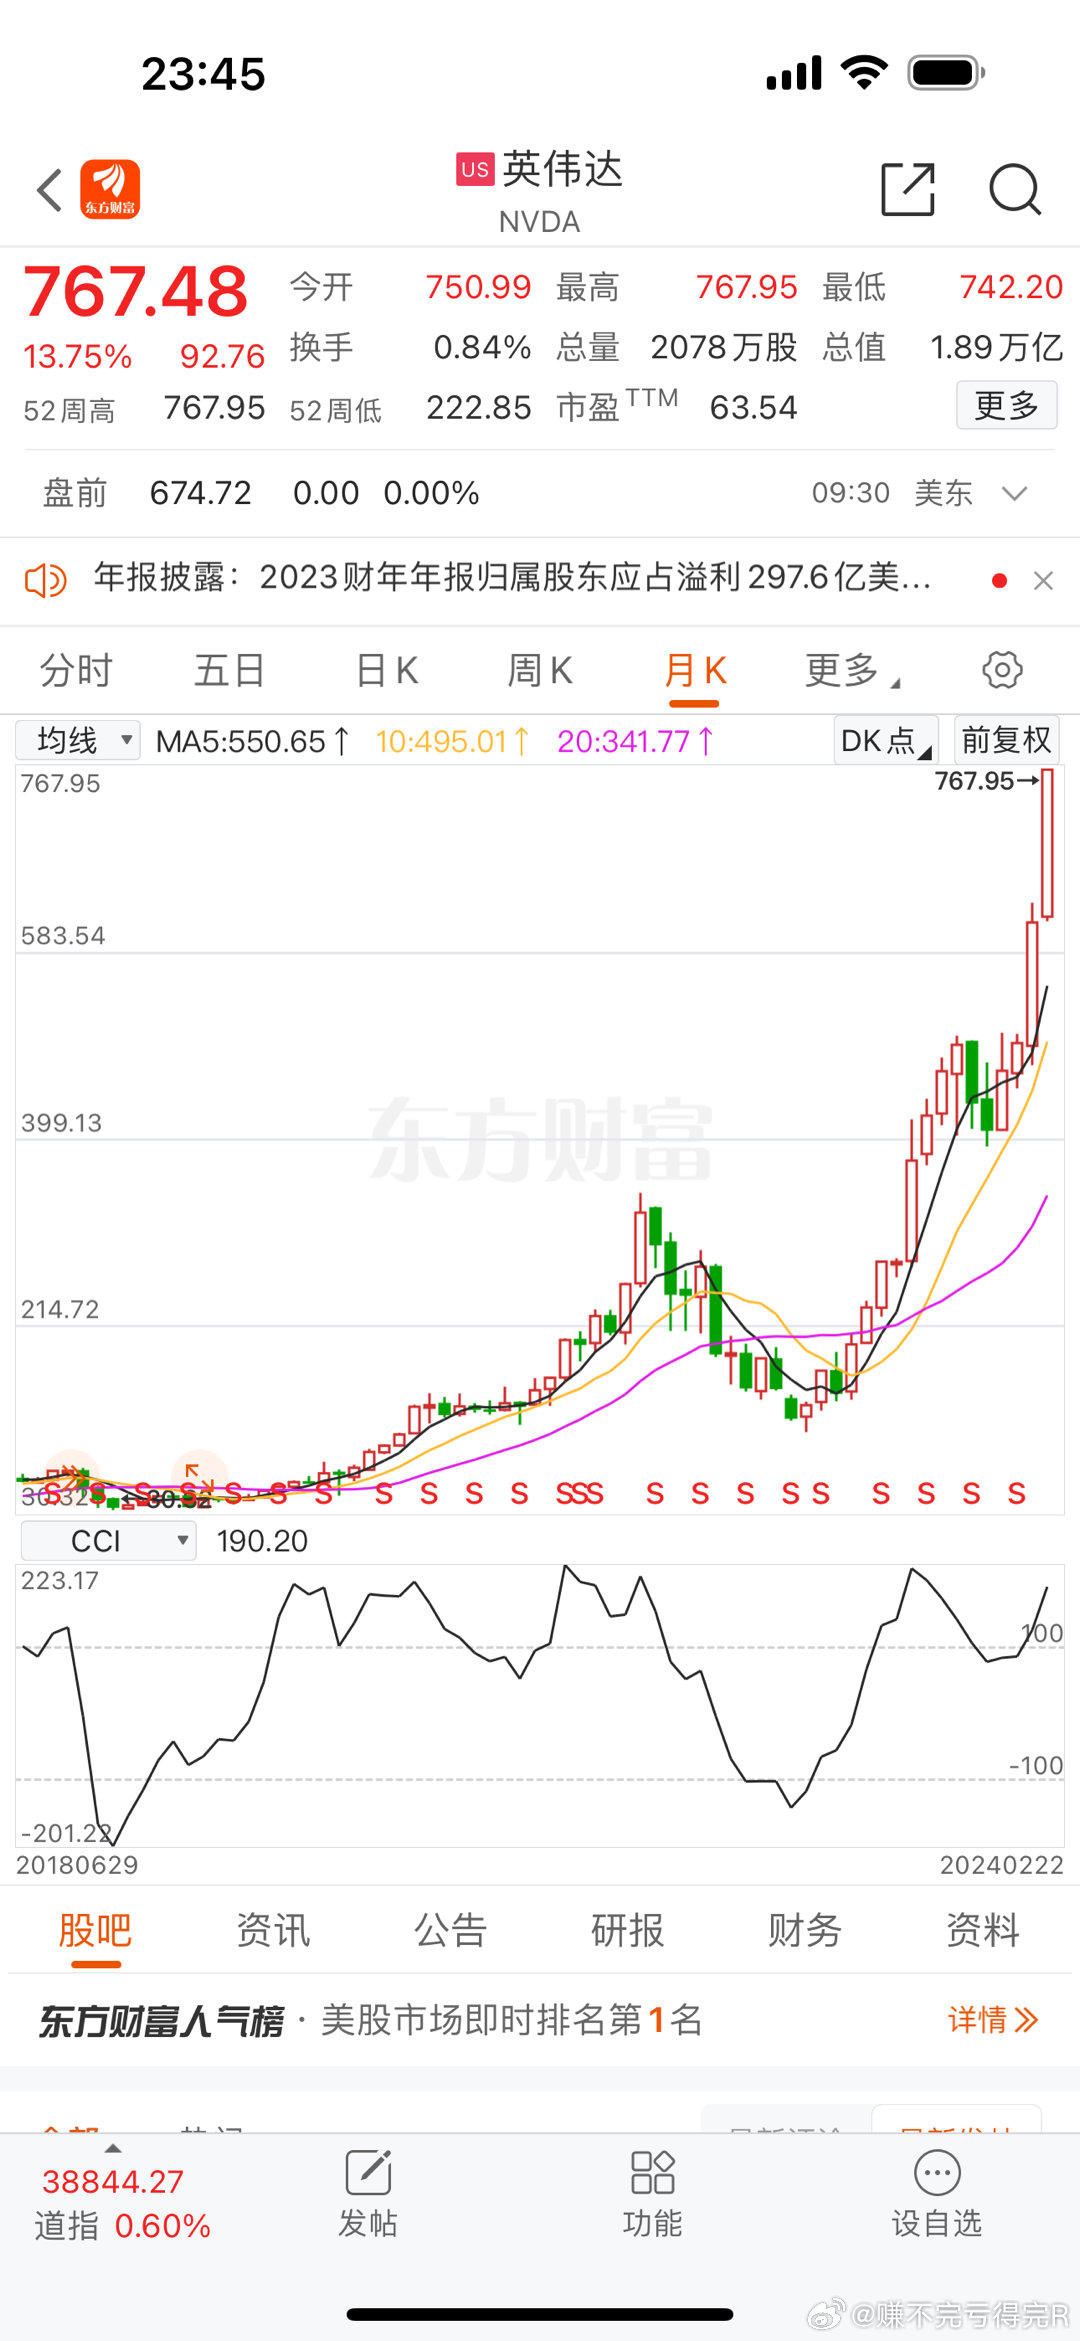 23:45
东方财富
US 英伟达
NVDA
767.48 今开 750.99 最高 767.95 最低 742.20
13.75% 92.76 换手 0.84% 总量 2078万股 总值 1.89万亿
52周高 767.95 52周低 222.85 市盈TTM 63.54 更多
盘前 674.72 0.00 0.00% 09:30 美东
年报披露：2023财年年报归属股东应占溢利297.6亿美...
分时 五日 日K 周K 月K 更多
均线 MA5:550.65↑ 10:495.01↑ 20:341.77↑ DK点 前复权
767.95 767.95→
583.54
399.13
东方财富
214.72
30.32 ←30.32
S S S S S S S S S S S SSS S S S S S S S S S
CCI 190.20
223.17
100
-100
-201.22
20180629 20240222
股吧 资讯 公告 研报 财务 资料
东方财富人气榜 · 美股市场即时排名第1名 详情
38844.27
道指 0.60% 发帖 功能 设自选
@赚不完亏得完R